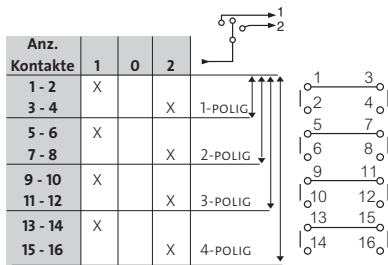 1
2
Anz.
Kontakte 1 0 2
1 - 2 X
3 - 4 X 1-POLIG
5 - 6 X
7 - 8 X 2-POLIG
9 - 10 X
11 - 12 X 3-POLIG
13 - 14 X
15 - 16 X 4-POLIG
1 3
2 4
5 7
6 8
9 11
10 12
13 15
14 16